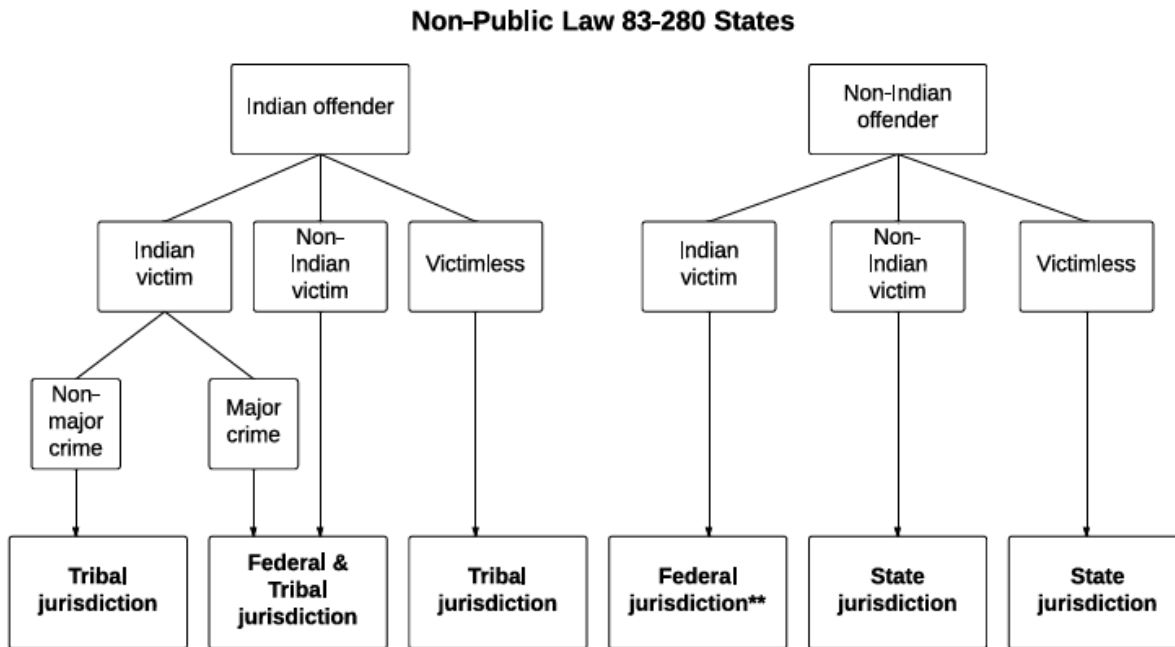 Non-Public Law 83-280 States
Indian offender
Non-Indian
offender
Indian
victim
Non-
Indian
victim
Victimless
Indian
victim
Non-
Indian
victim
Victimless
Non-
major
crime
Major
crime
Tribal
jurisdiction
Federal &
Tribal
jurisdiction
Tribal
jurisdiction
Federal
jurisdiction**
State
jurisdiction
State
jurisdiction